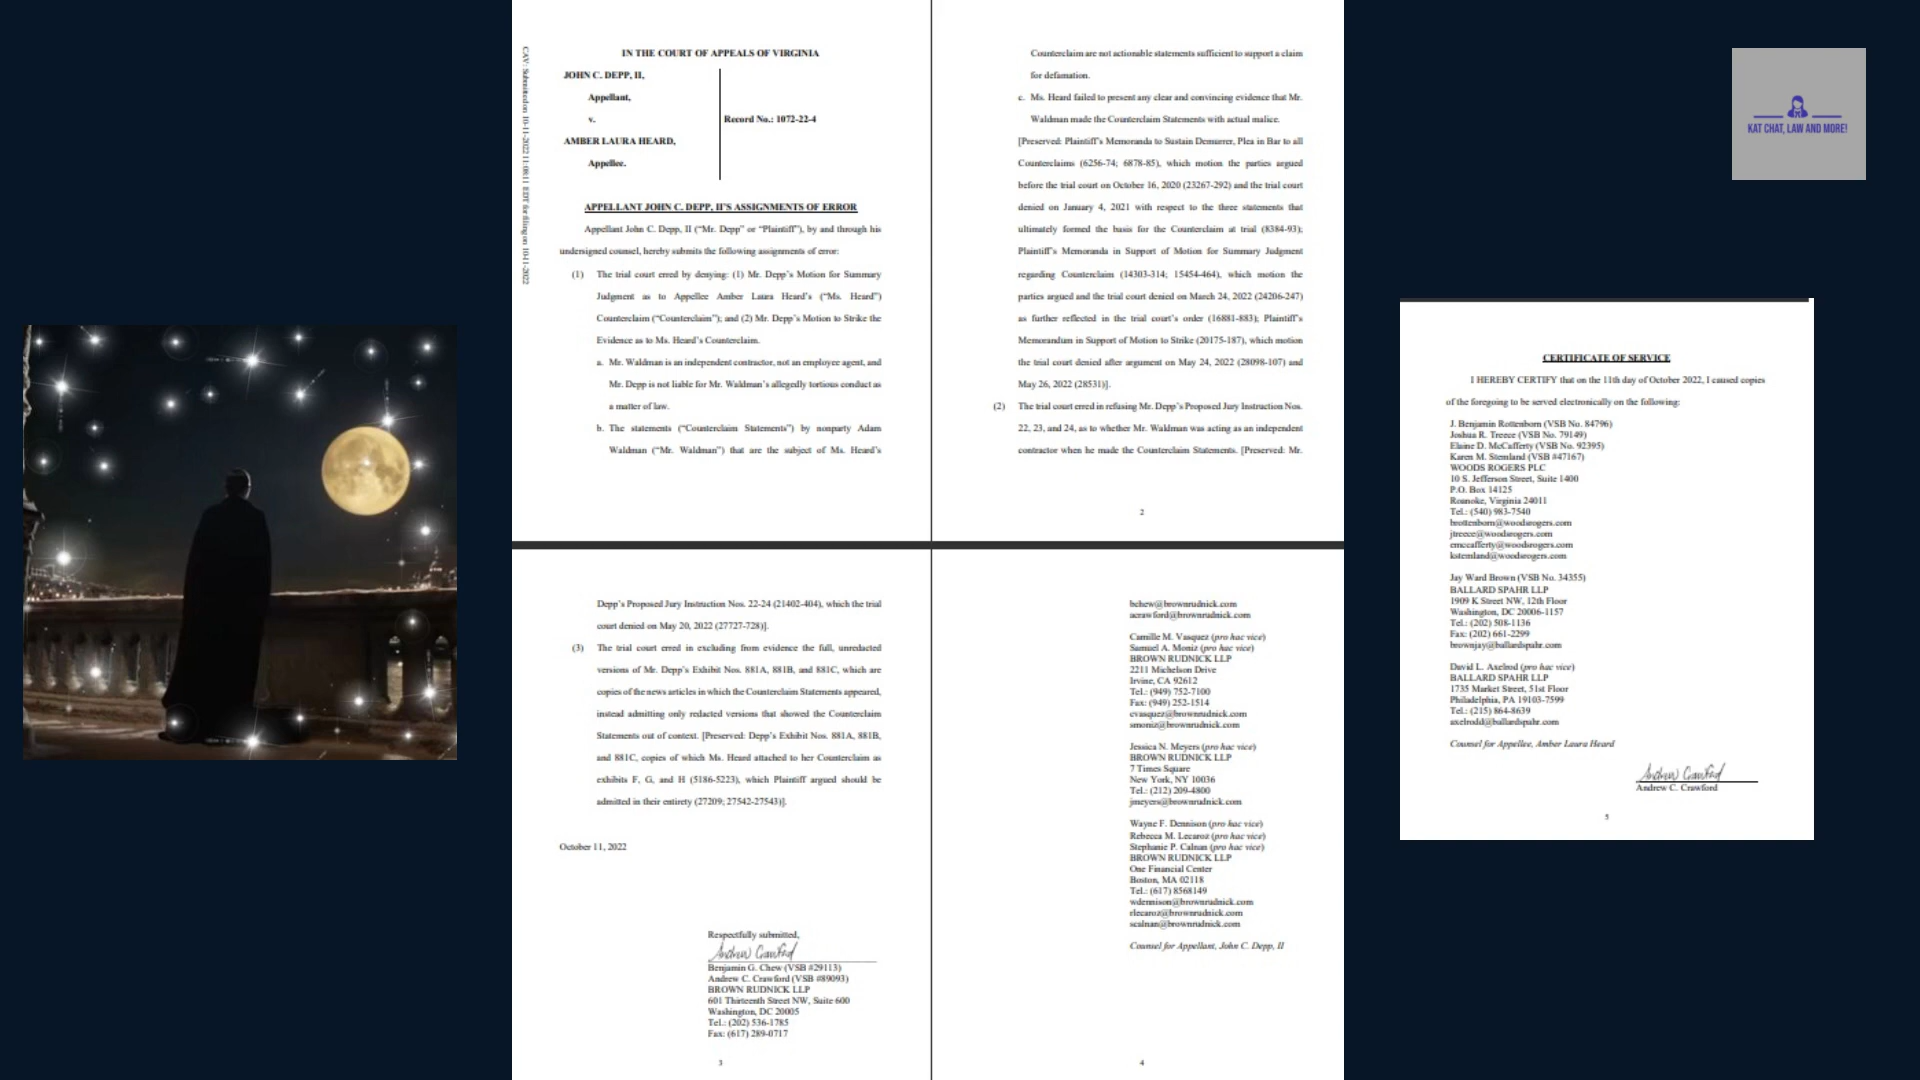 CAV: Submitted on 10-11-2022 11:08:11 EDT for filing on 10-11-2022
IN THE COURT OF APPEALS OF VIRGINIA
JOHN C. DEPP, II,
Appellant,
v.
Record No.: 1072-22-4
AMBER LAURA HEARD,
Appellee.
APPELLANT JOHN C. DEPP, II'S ASSIGNMENTS OF ERROR
Appellant John C. Depp, II ("Mr. Depp" or "Plaintiff"), by and through his
undersigned counsel, hereby submits the following assignments of error:
(1) The trial court erred by denying: (1) Mr. Depp's Motion for Summary
Judgment as to Appellee Amber Laura Heard's ("Ms. Heard")
Counterclaim ("Counterclaim"); and (2) Mr. Depp's Motion to Strike the
Evidence as to Ms. Heard's Counterclaim.
a. Mr. Waldman is an independent contractor, not an employee agent, and
Mr. Depp is not liable for Mr. Waldman's allegedly tortious conduct as
a matter of law.
b. The statements ("Counterclaim Statements") by nonparty Adam
Waldman ("Mr. Waldman") that are the subject of Ms. Heard's
Counterclaim are not actionable statements sufficient to support a claim
for defamation.
c. Ms. Heard failed to present any clear and convincing evidence that Mr.
Waldman made the Counterclaim Statements with actual malice.
[Preserved: Plaintiff's Memoranda to Sustain Demurrer, Plea in Bar to all
Counterclaims (6256-74; 6878-85), which motion the parties argued
before the trial court on October 16, 2020 (23267-292) and the trial court
denied on January 4, 2021 with respect to the three statements that
ultimately formed the basis for the Counterclaim at trial (8384-93);
Plaintiff's Memoranda in Support of Motion for Summary Judgment
regarding Counterclaim (14303-314; 15454-464), which motion the
parties argued and the trial court denied on March 24, 2022 (24206-247)
as further reflected in the trial court's order (16881-883); Plaintiff's
Memorandum in Support of Motion to Strike (20175-187), which motion
the trial court denied after argument on May 24, 2022 (28098-107) and
May 26, 2022 (28531)].
(2) The trial court erred in refusing Mr. Depp's Proposed Jury Instruction Nos.
22, 23, and 24, as to whether Mr. Waldman was acting as an independent
contractor when he made the Counterclaim Statements. [Preserved: Mr.
2
Depp's Proposed Jury Instruction Nos. 22-24 (21402-404), which the trial
court denied on May 20, 2022 (27727-728)].
(3) The trial court erred in excluding from evidence the full, unredacted
versions of Mr. Depp's Exhibit Nos. 881A, 881B, and 881C, which are
copies of the news articles in which the Counterclaim Statements appeared,
instead admitting only redacted versions that showed the Counterclaim
Statements out of context. [Preserved: Depp's Exhibit Nos. 881A, 881B,
and 881C, copies of which Ms. Heard attached to her Counterclaim as
exhibits F, G, and H (5186-5223), which Plaintiff argued should be
admitted in their entirety (27209; 27542-27543)].
October 11, 2022
Respectfully submitted,
Andrew Crawford
Benjamin G. Chew (VSB #29113)
Andrew C. Crawford (VSB #89093)
BROWN RUDNICK LLP
601 Thirteenth Street NW, Suite 600
Washington, DC 20005
Tel.: (202) 536-1785
Fax: (617) 289-0717
3
bchew@brownrudnick.com
acrawford@brownrudnick.com
Camille M. Vasquez (pro hac vice)
Samuel A. Moniz (pro hac vice)
BROWN RUDNICK LLP
2211 Michelson Drive
Irvine, CA 92612
Tel.: (949) 752-7100
Fax: (949) 252-1514
cvasquez@brownrudnick.com
smoniz@brownrudnick.com
Jessica N. Meyers (pro hac vice)
BROWN RUDNICK LLP
7 Times Square
New York, NY 10036
Tel.: (212) 209-4800
jmeyers@brownrudnick.com
Wayne F. Dennison (pro hac vice)
Rebecca M. Lecaroz (pro hac vice)
Stephanie P. Calnan (pro hac vice)
BROWN RUDNICK LLP
One Financial Center
Boston, MA 02118
Tel.: (617) 8568149
wdennison@brownrudnick.com
rlecaroz@brownrudnick.com
scalnan@brownrudnick.com
Counsel for Appellant, John C. Depp, II
4
KAT CHAT, LAW AND MORE!
CERTIFICATE OF SERVICE
I HEREBY CERTIFY that on the 11th day of October 2022, I caused copies
of the foregoing to be served electronically on the following:
J. Benjamin Rottenborn (VSB No. 84796)
Joshua R. Treece (VSB No. 79149)
Elaine D. McCafferty (VSB No. 92395)
Karen M. Stemland (VSB #47167)
WOODS ROGERS PLC
10 S. Jefferson Street, Suite 1400
P.O. Box 14125
Roanoke, Virginia 24011
Tel.: (540) 983-7540
brottenborn@woodsrogers.com
jtreece@woodsrogers.com
emccafferty@woodsrogers.com
kstemland@woodsrogers.com
Jay Ward Brown (VSB No. 34355)
BALLARD SPAHR LLP
1909 K Street NW, 12th Floor
Washington, DC 20006-1157
Tel.: (202) 508-1136
Fax: (202) 661-2299
brownjay@ballardspahr.com
David L. Axelrod (pro hac vice)
BALLARD SPAHR LLP
1735 Market Street, 51st Floor
Philadelphia, PA 19103-7599
Tel.: (215) 864-8639
axelrodd@ballardspahr.com
Counsel for Appellee, Amber Laura Heard
Andrew Crawford
Andrew C. Crawford
5